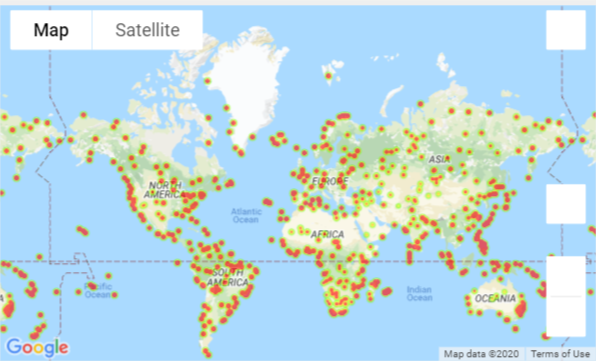 Map Satellite
ASIA
NORTH
AMERICA
EUROPE
Atlantic
Ocean
AFRICA
SOUTH
AMERICA
Pacific
Ocean
Indian
Ocean
OCEANIA
A
Google
Map data ©2020 Terms of Use